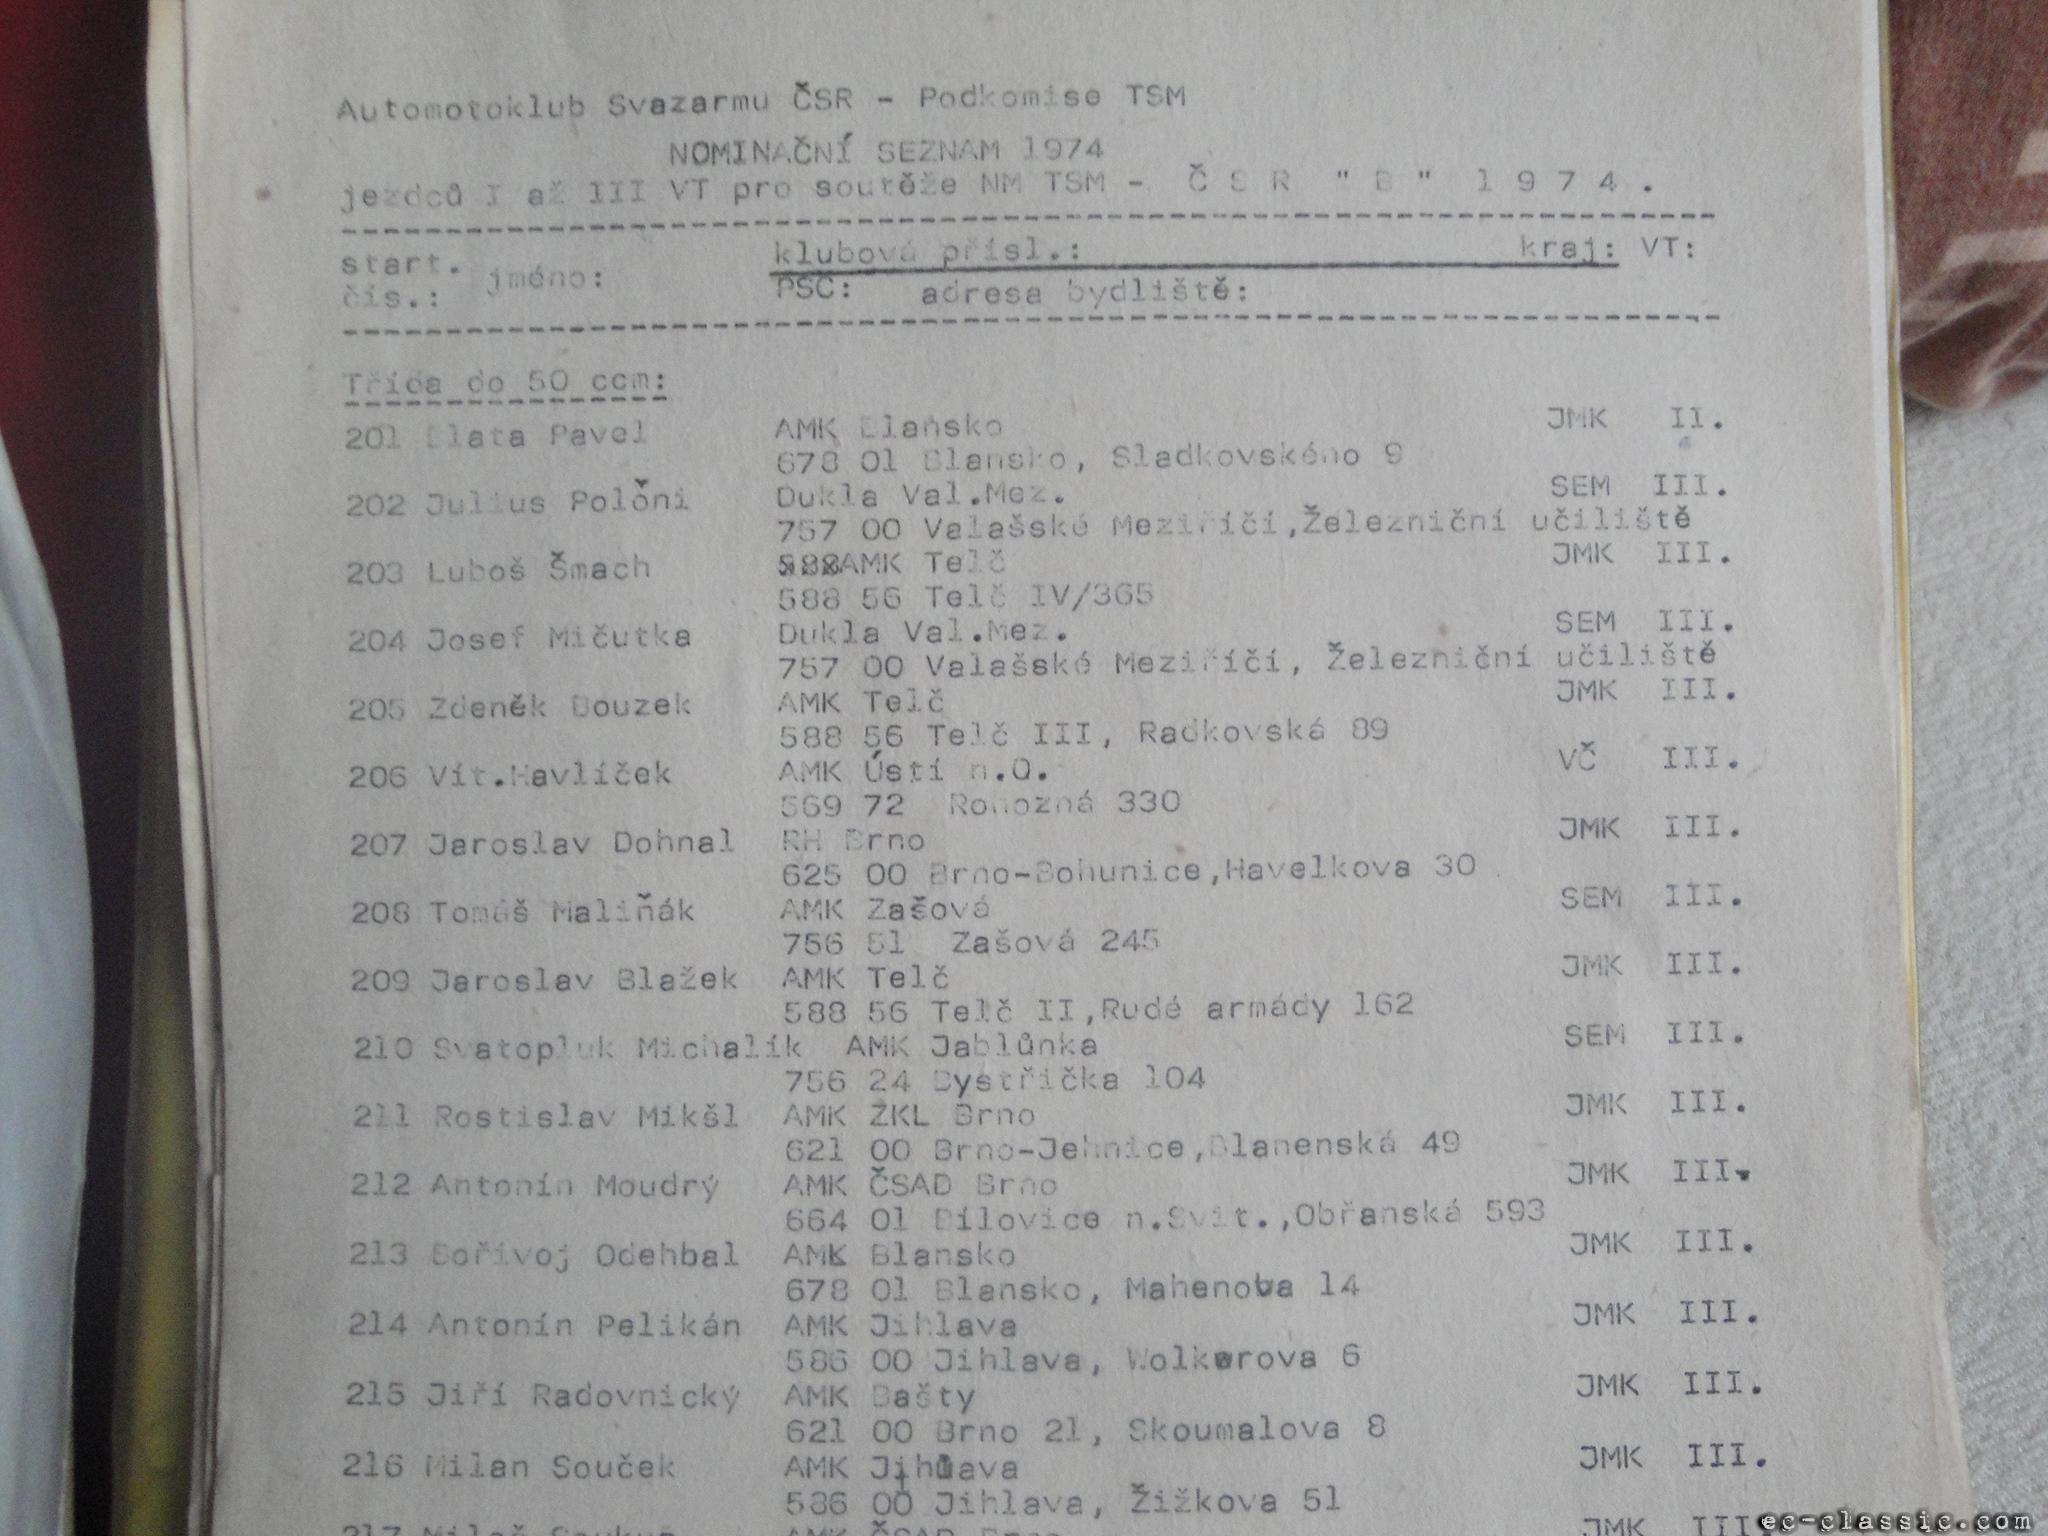 Automotoklub Svazarmu ČSR - Podkomise TSM
NOMINAČNÍ SEZNAM 1974
jezdců I až III VT pro soutěže NM TSM - Č S R " B " 1 9 7 4 .
start. čís.: jméno: klubová přísl.: kraj: VT:
PSČ: adresa bydliště:
Třída do 50 ccm:
201 Blata Pavel AMK Blansko JMK II.
678 01 Blansko, Sladkovského 9
202 Julius Polőni Dukla Val.Mez. SEM III.
757 00 Valašské Meziříčí,Železniční učiliště
203 Luboš Šmach 588AMK Telč JMK III.
588 56 Telč IV/365
204 Josef Mičutka Dukla Val.Mez. SEM III.
757 00 Valašské Meziříčí, Železniční učiliště
205 Zdeněk Bouzek AMK Telč JMK III.
588 56 Telč III, Radkovská 89
206 Vít.Havlíček AMK Ústí n.O. VČ III.
569 72 Rohozná 330
207 Jaroslav Dohnal RH Brno JMK III.
625 00 Brno-Bohunice,Havelkova 30
208 Tomáš Maliňák AMK Zašová SEM III.
756 51 Zašová 245
209 Jaroslav Blažek AMK Telč JMK III.
588 56 Telč II,Rudé armády 162
210 Svatopluk Michalík AMK Jablůnka SEM III.
756 24 Bystřička 104
211 Rostislav Mikšl AMK ZKL Brno JMK III.
621 00 Brno-Jehnice,Blanenská 49
212 Antonín Moudrý AMK ČSAD Brno JMK III.
664 01 Bílovice n.Svit.,Obřanská 593
213 Bořivoj Odehbal AMK Blansko JMK III.
678 01 Blansko, Mahenova 14
214 Antonín Pelikán AMK Jihlava JMK III.
586 00 Jihlava, Wolkerova 6
215 Jiří Radovnický AMK Bašty JMK III.
621 00 Brno 21, Skoumalova 8
216 Milan Souček AMK Jihlava JMK III.
586 00 Jihlava, Žižkova 51
217 Miloš AMK ČSAD Brno JMK III
ec-classic.com